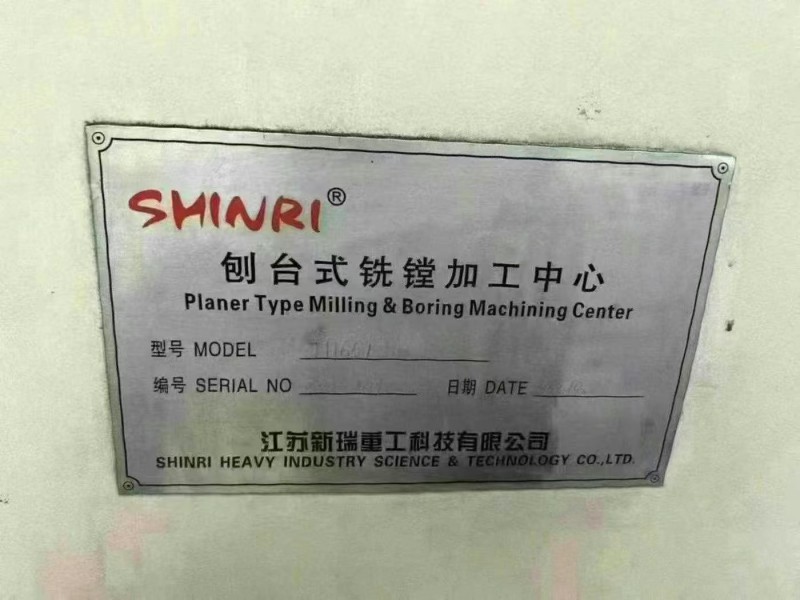 SHINRI®
刨台式铣镗加工中心
Planer Type Milling & Boring Machining Center
型号 MODEL
编号 SERIAL NO 日期 DATE
江苏新瑞重工科技有限公司
SHINRI HEAVY INDUSTRY SCIENCE & TECHNOLOGY CO.,LTD.